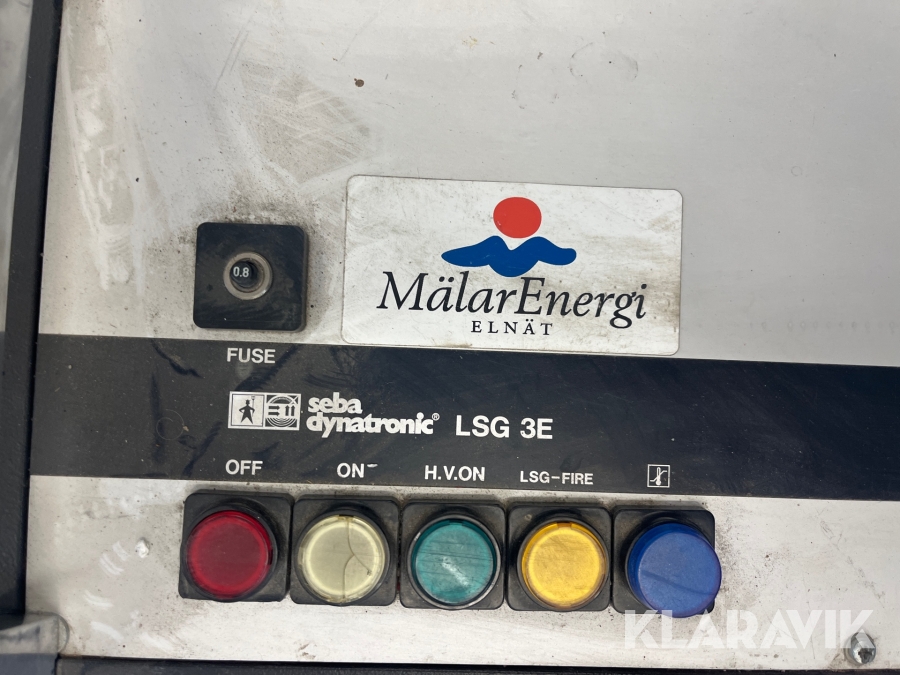 MälarEnergi
ELNÄT
0.8
FUSE
seba
dynatronic® LSG 3E
OFF ON H.V.ON LSG-FIRE
KLARAVIK